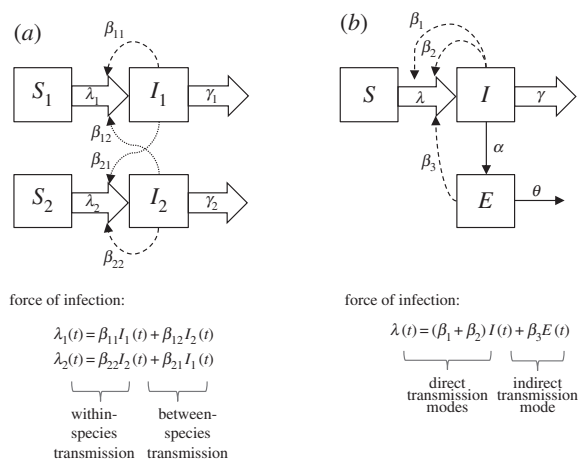 (a)
β11
S1
λ1
I1
γ1
β12
β21
S2
λ2
I2
γ2
β22
force of infection:
λ1(t) = β11I1(t) + β12I2(t)
λ2(t) = β22I2(t) + β21I1(t)
within-
species
transmission
between-
species
transmission
(b)
β1
β2
S
λ
I
γ
β3
α
E
θ
force of infection:
λ(t) = (β1 + β2) I(t) + β3E(t)
direct
transmission
modes
indirect
transmission
mode